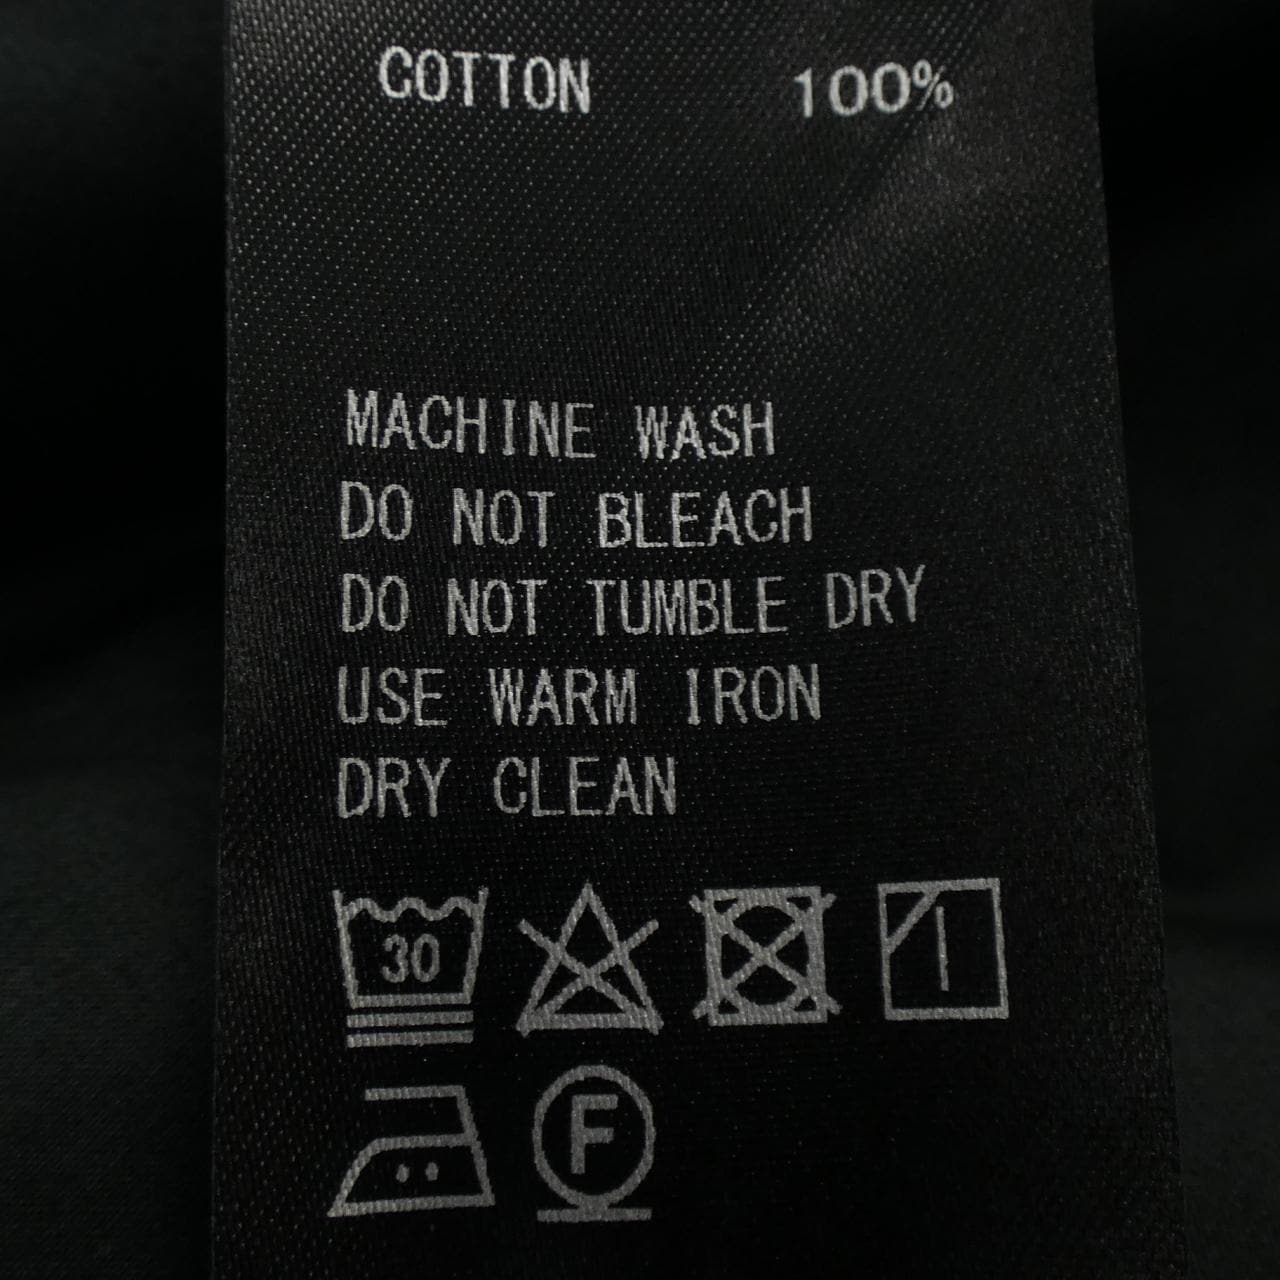 COTTON 100%
MACHINE WASH
DO NOT BLEACH
DO NOT TUMBLE DRY
USE WARM IRON
DRY CLEAN
30
F